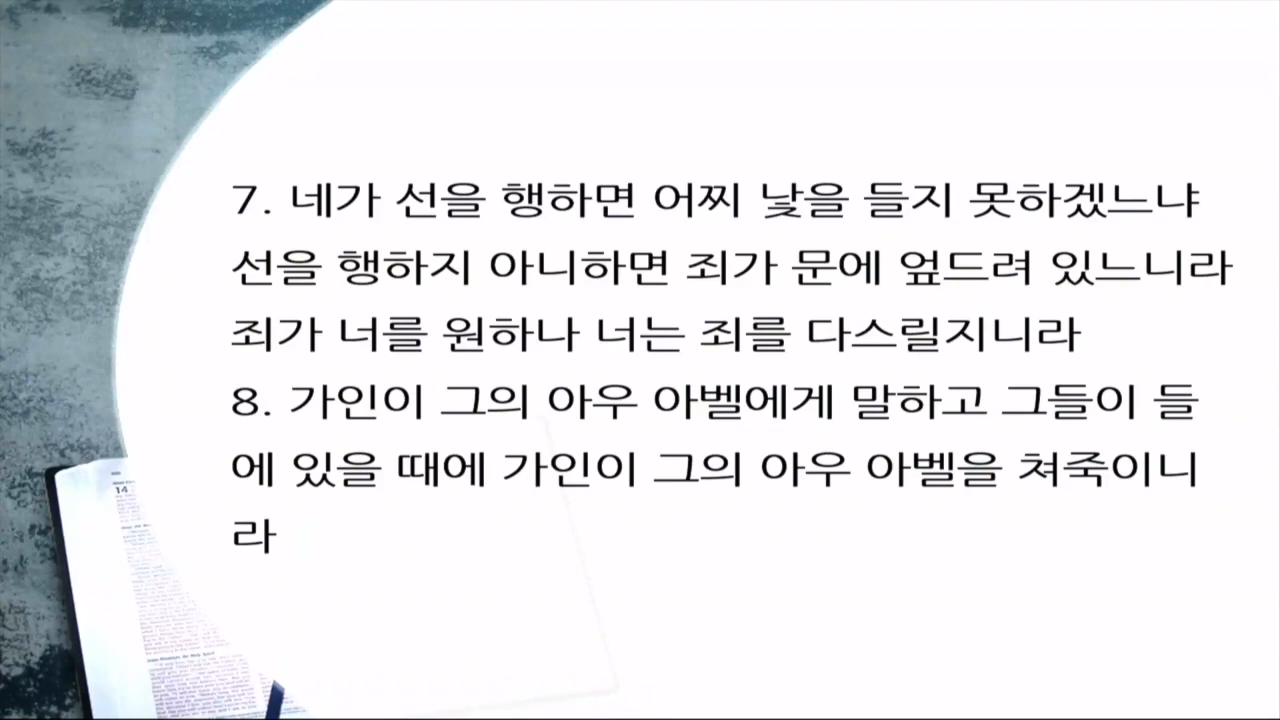 7. 네가 선을 행하면 어찌 낯을 들지 못하겠느냐
선을 행하지 아니하면 죄가 문에 엎드려 있느니라
죄가 너를 원하나 너는 죄를 다스릴지니라
8. 가인이 그의 아우 아벨에게 말하고 그들이 들
에 있을 때에 가인이 그의 아우 아벨을 쳐죽이니
라
14